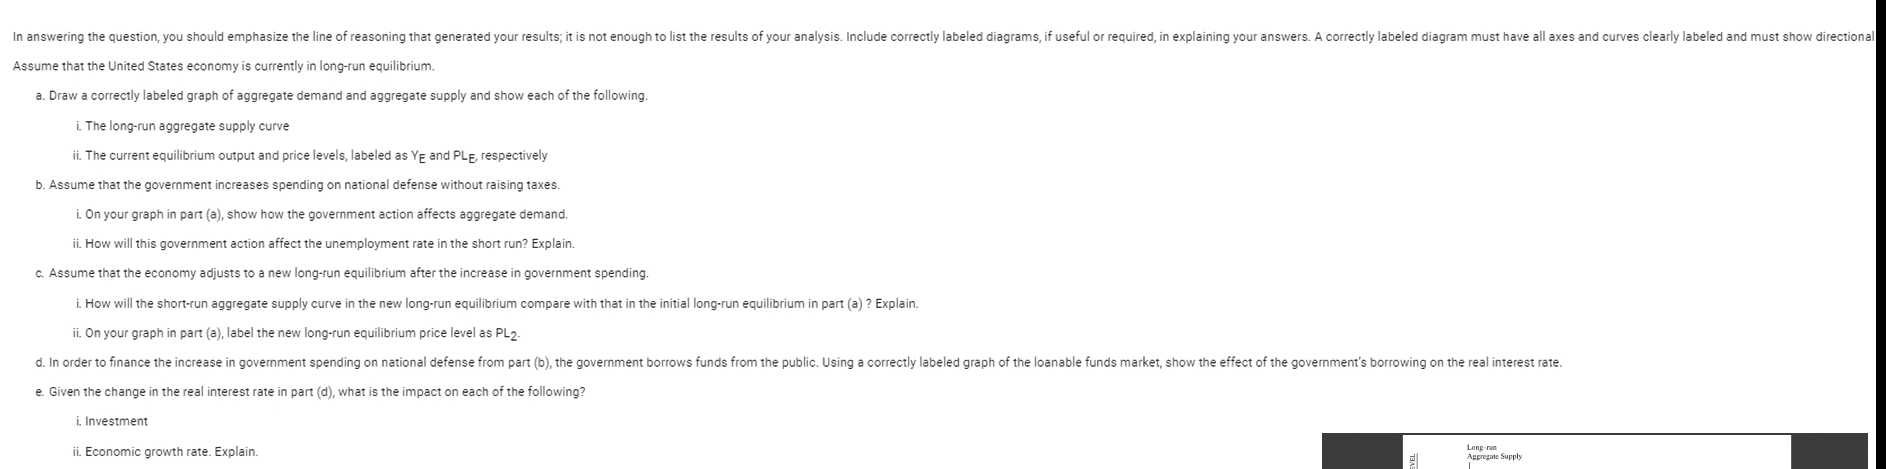 In answering the question, you should emphasize the line of reasoning that generated your results; it is not enough to list the results of your analysis. Include correctly labeled diagrams, if useful or required, in explaining your answers. A correctly labeled diagram must have all axes and curves clearly labeled and must show directional
Assume that the United States economy is currently in long-run equilibrium.
a. Draw a correctly labeled graph of aggregate demand and aggregate supply and show each of the following.
i. The long-run aggregate supply curve
ii. The current equilibrium output and price levels, labeled as YE and PLE, respectively
b. Assume that the government increases spending on national defense without raising taxes.
i. On your graph in part (a), show how the government action affects aggregate demand.
ii. How will this government action affect the unemployment rate in the short run? Explain.
c. Assume that the economy adjusts to a new long-run equilibrium after the increase in government spending.
i. How will the short-run aggregate supply curve in the new long-run equilibrium compare with that in the initial long-run equilibrium in part (a) ? Explain.
ii. On your graph in part (a), label the new long-run equilibrium price level as PL2.
d. In order to finance the increase in government spending on national defense from part (b), the government borrows funds from the public. Using a correctly labeled graph of the loanable funds market, show the effect of the government's borrowing on the real interest rate.
e. Given the change in the real interest rate in part (d), what is the impact on each of the following?
i. Investment
ii. Economic growth rate. Explain.
Long-run
Aggregate Supply